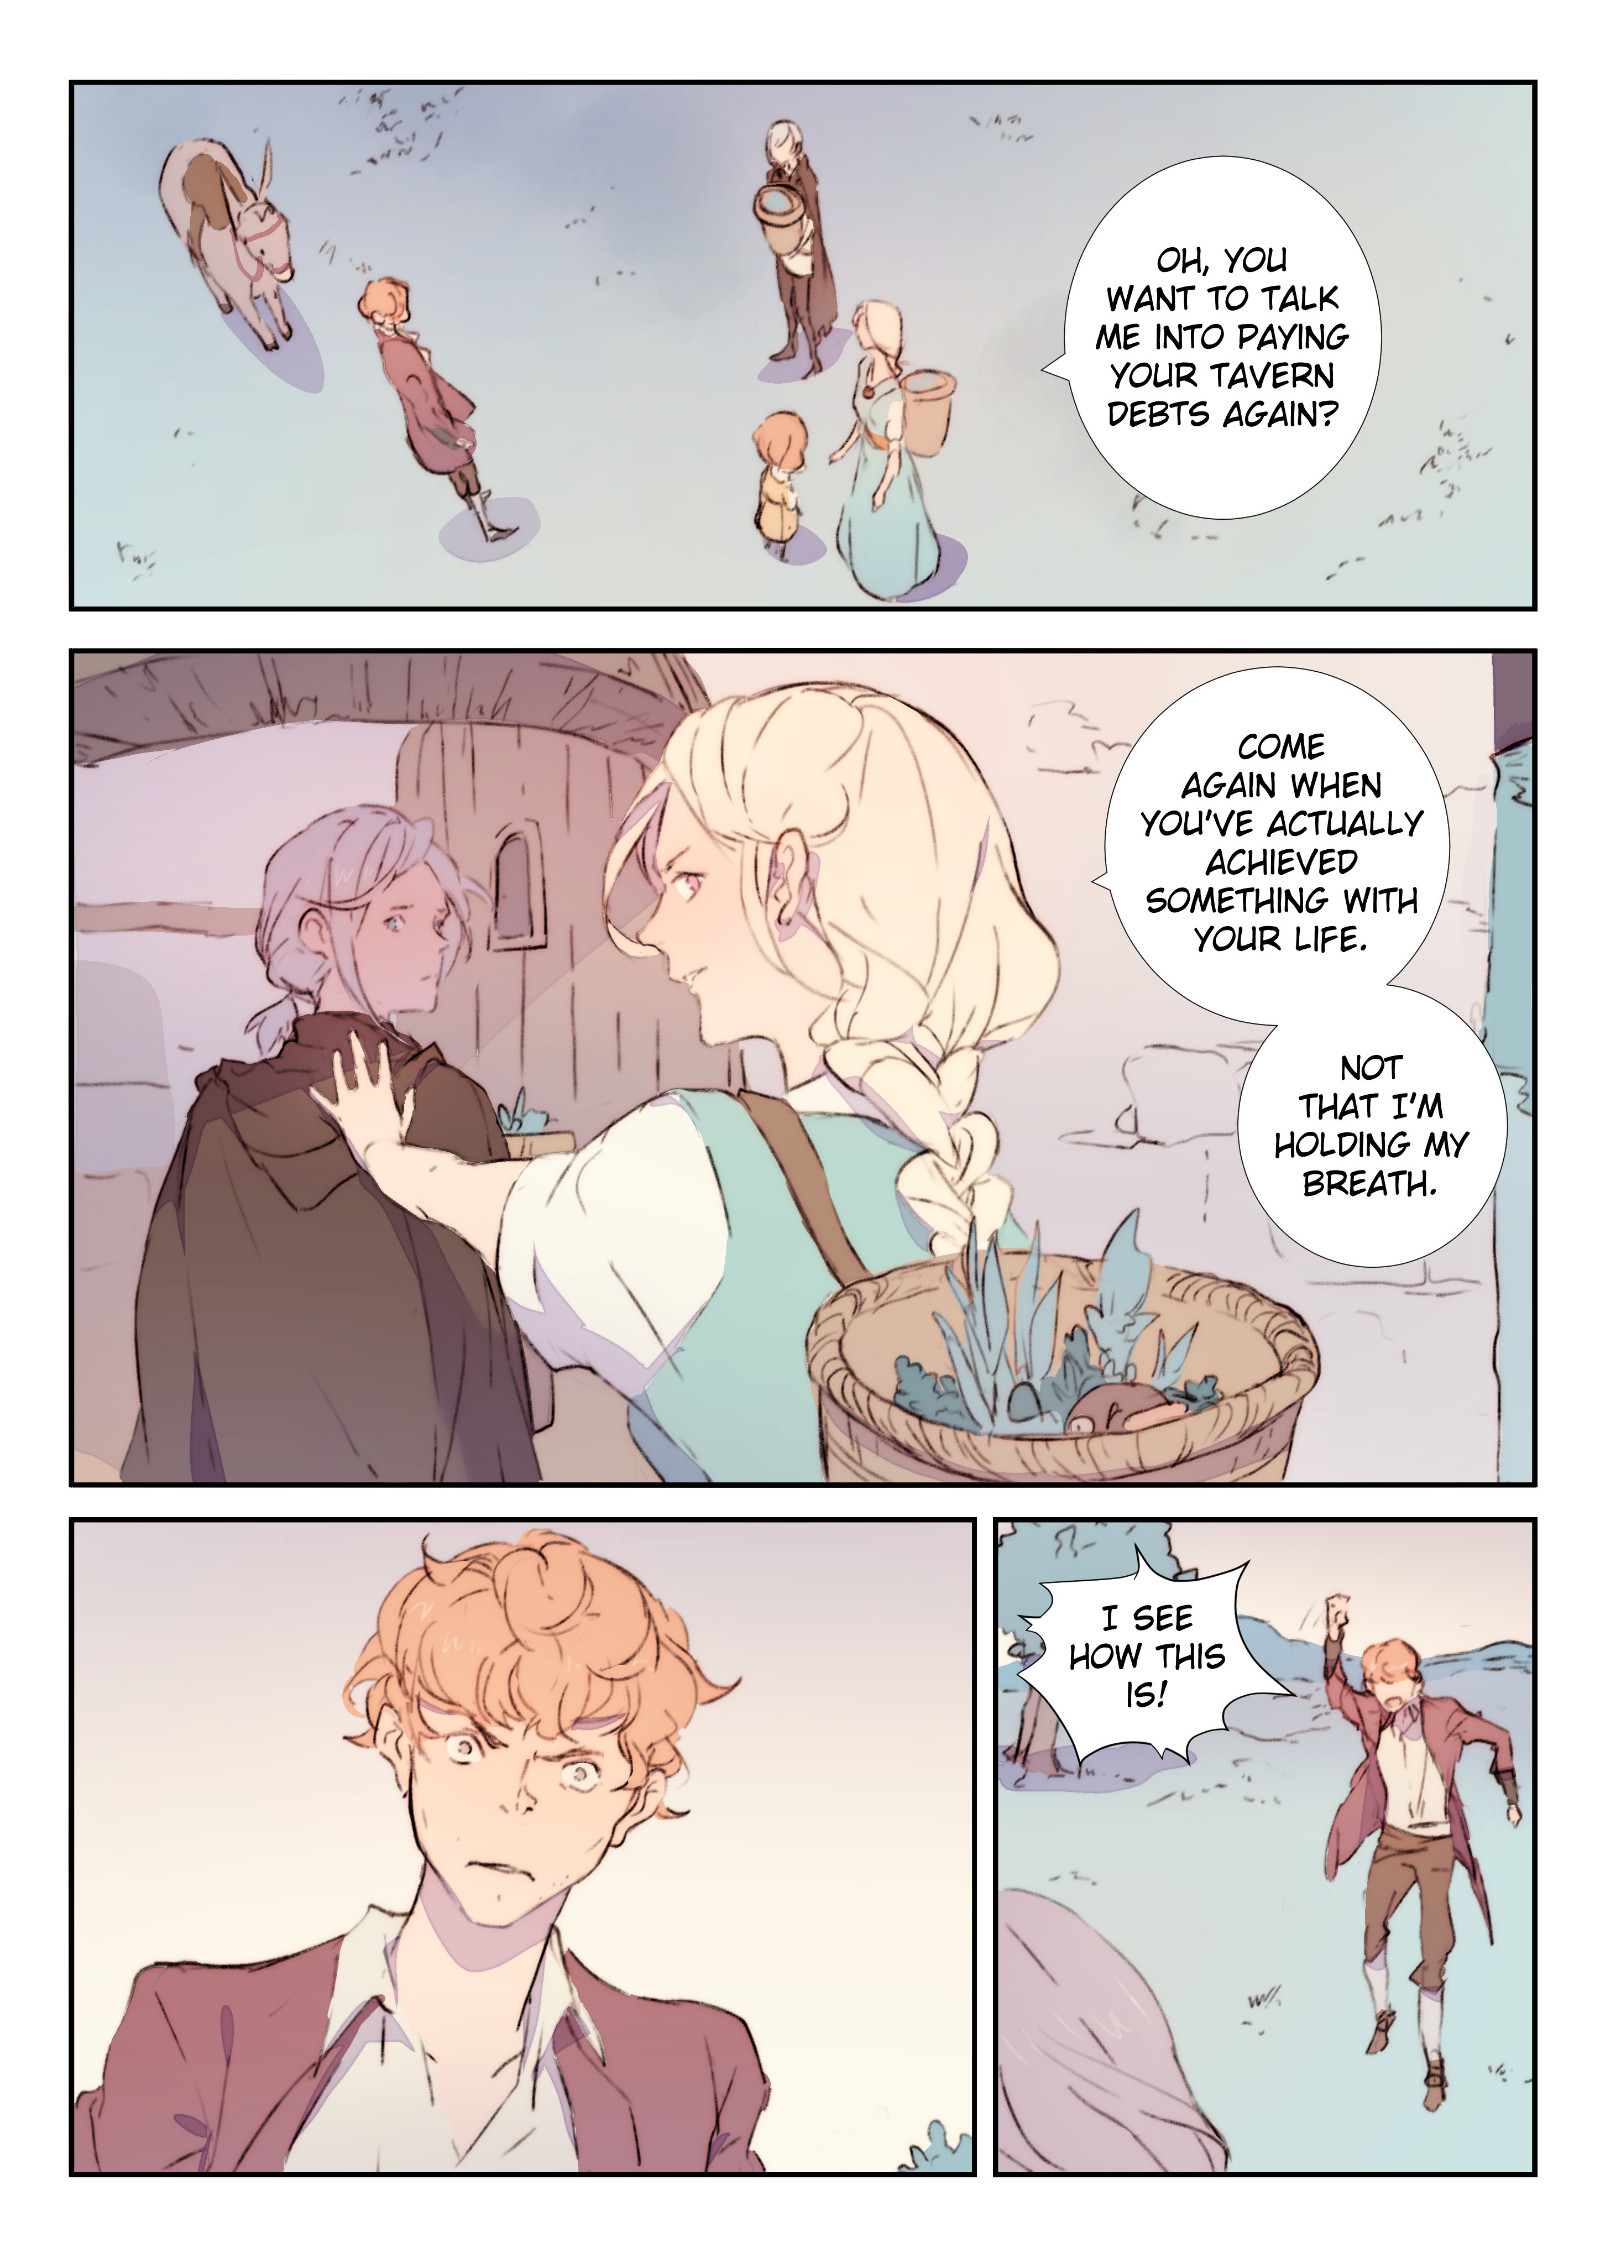 OH, YOU
WANT TO TALK
ME INTO PAYING
YOUR TAVERN
DEBTS AGAIN?
COME
AGAIN WHEN
YOU'VE ACTUALLY
ACHIEVED
SOMETHING WITH
YOUR LIFE.
NOT
THAT I'M
HOLDING MY
BREATH.
I SEE
HOW THIS
IS!